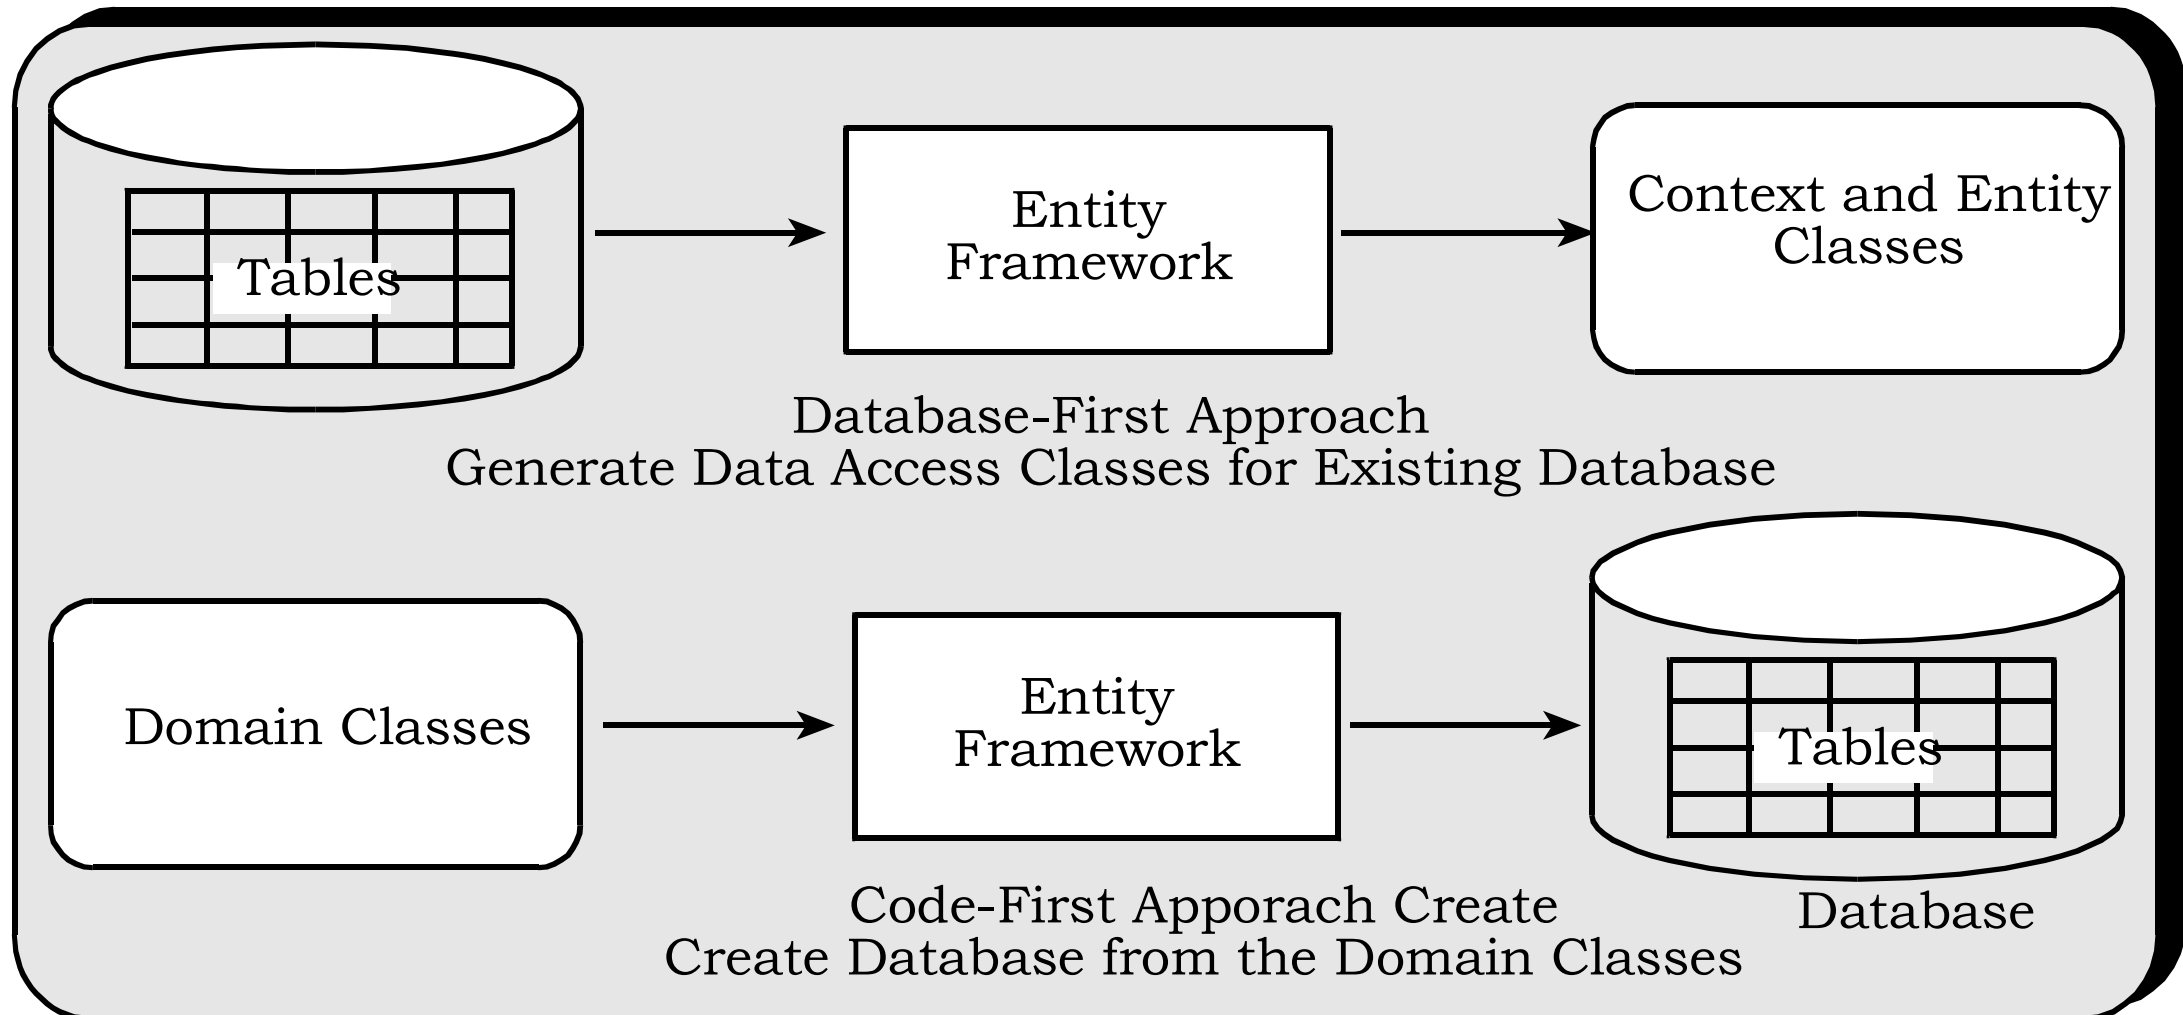 Tables
Entity
Framework
Context and Entity
Classes
Database-First Approach
Generate Data Access Classes for Existing Database
Domain Classes
Entity
Framework
Tables
Database
Code-First Apporach Create
Create Database from the Domain Classes